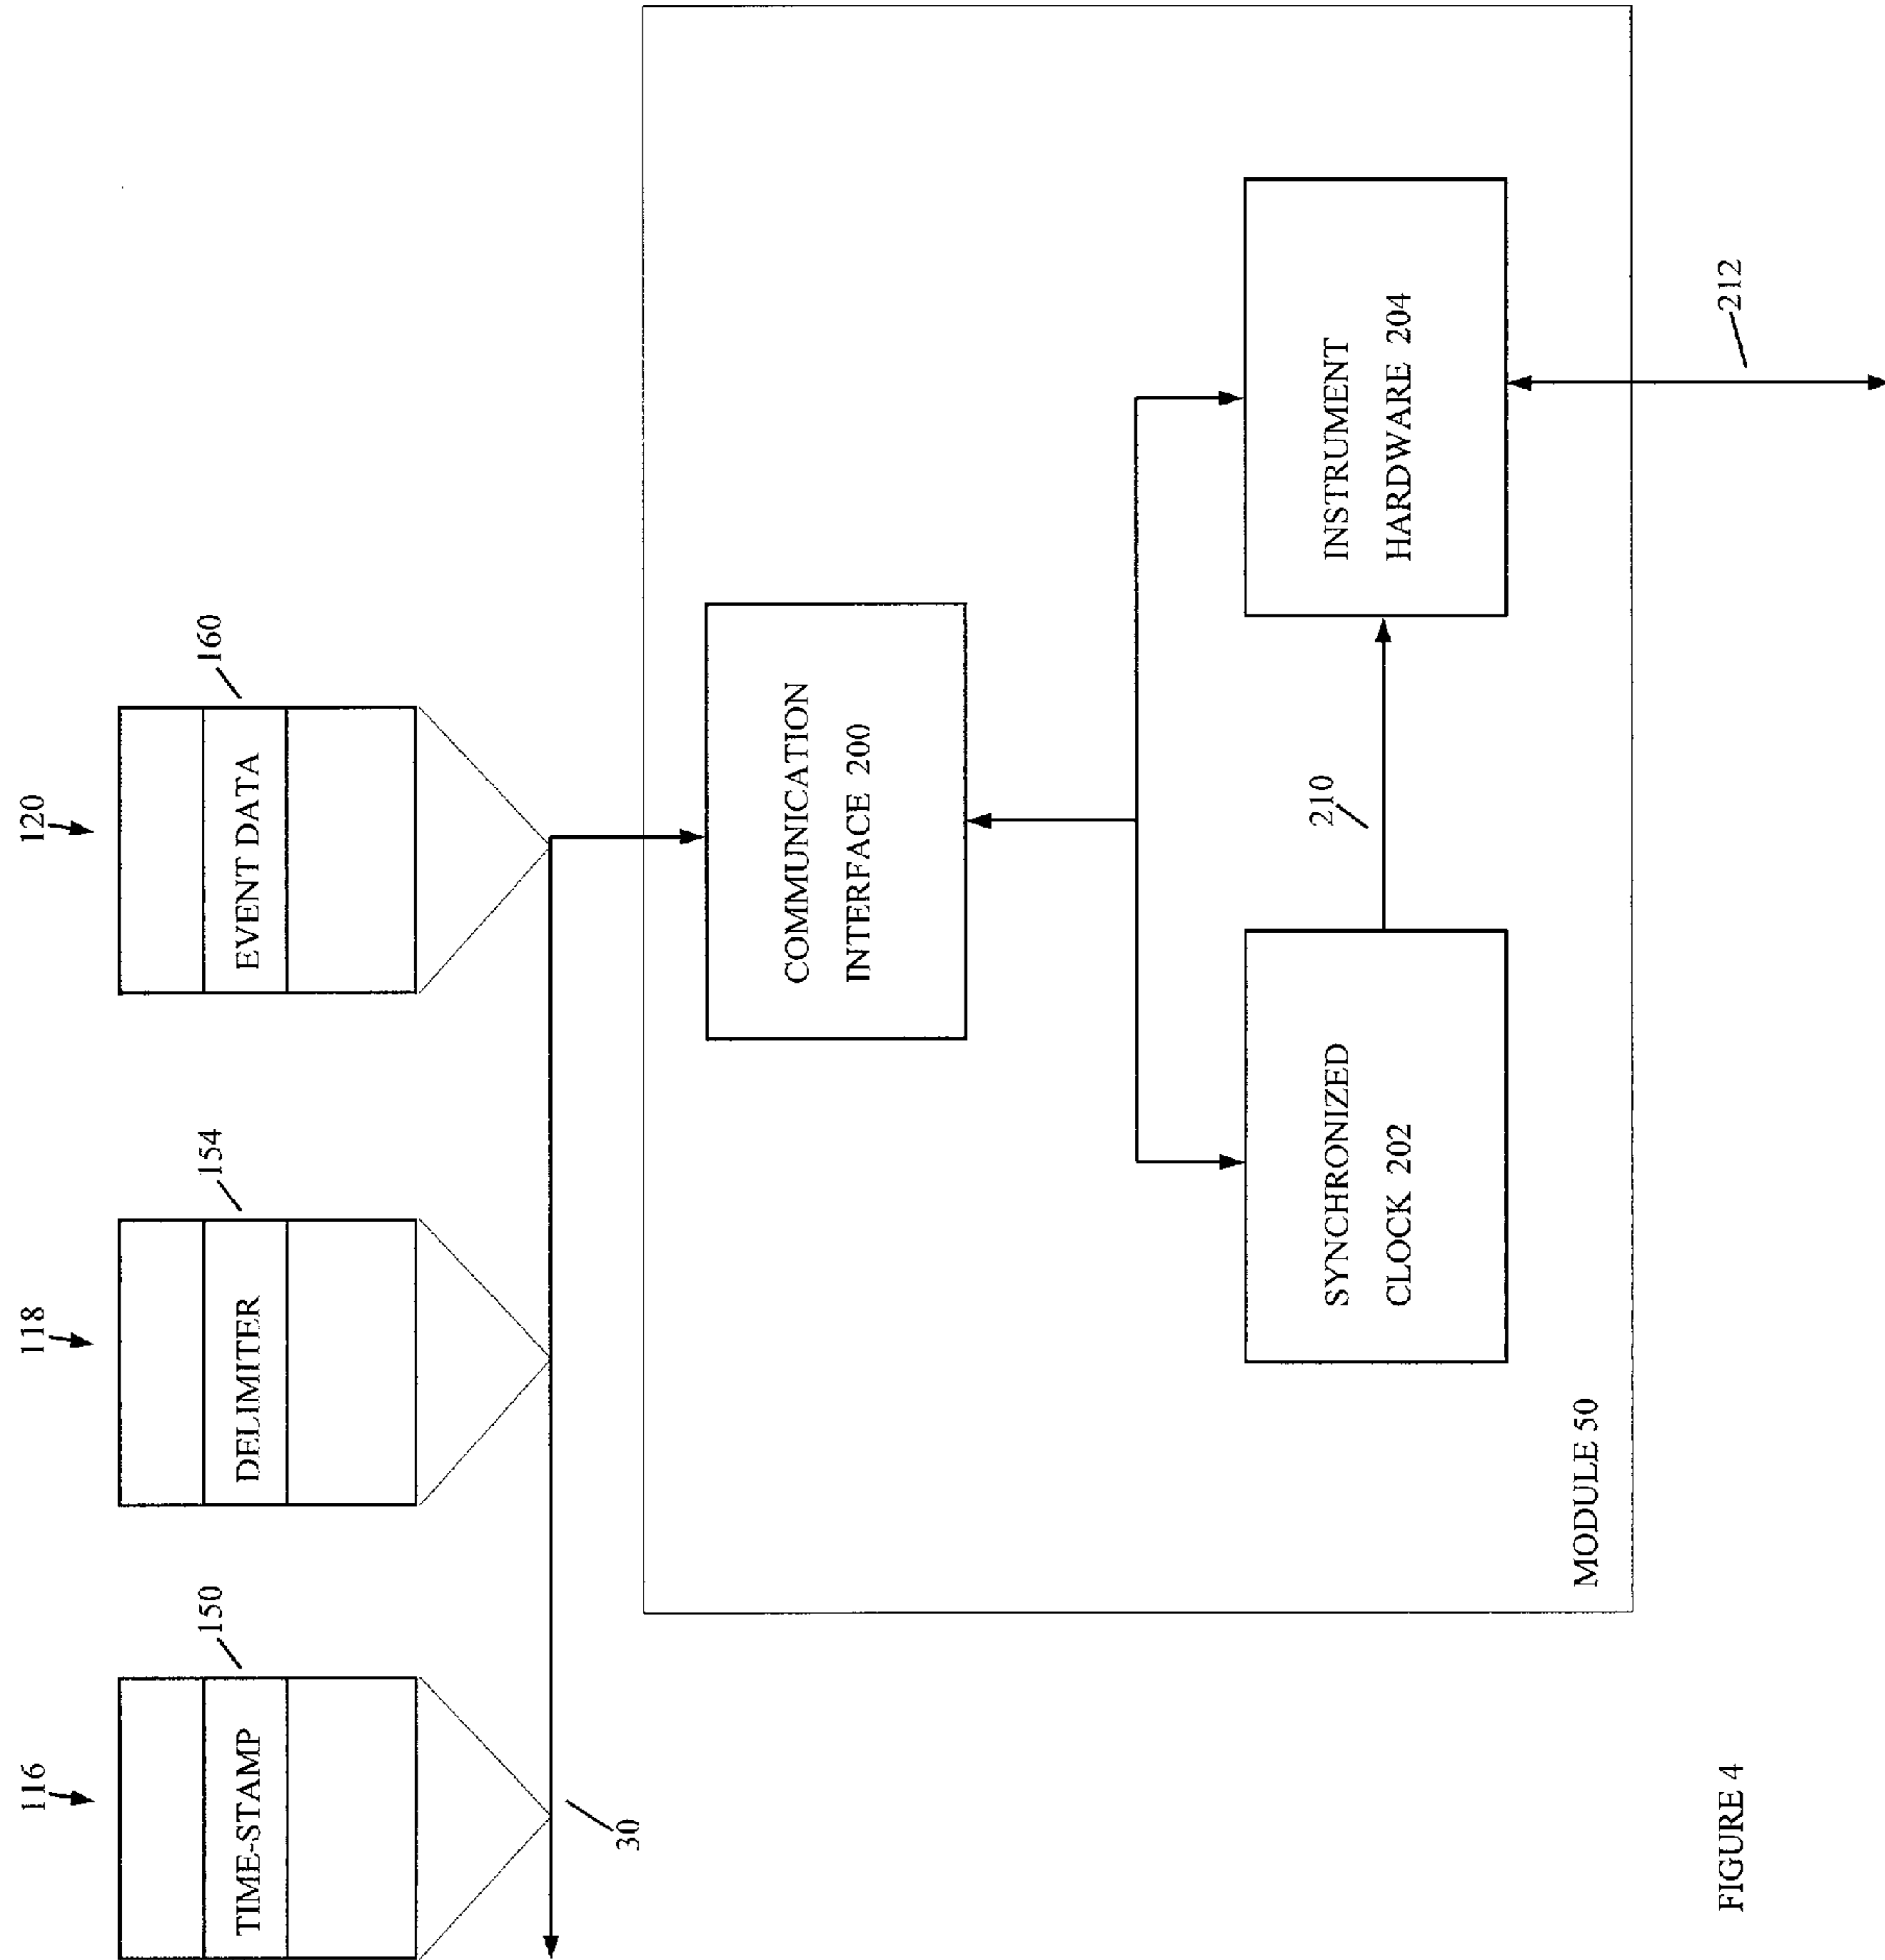 116
118
120
TIME-STAMP
150
DELIMITER
154
EVENT DATA
160
30
COMMUNICATION
INTERFACE 200
210
SYNCHRONIZED
CLOCK 202
INSTRUMENT
HARDWARE 204
MODULE 50
212
FIGURE 4